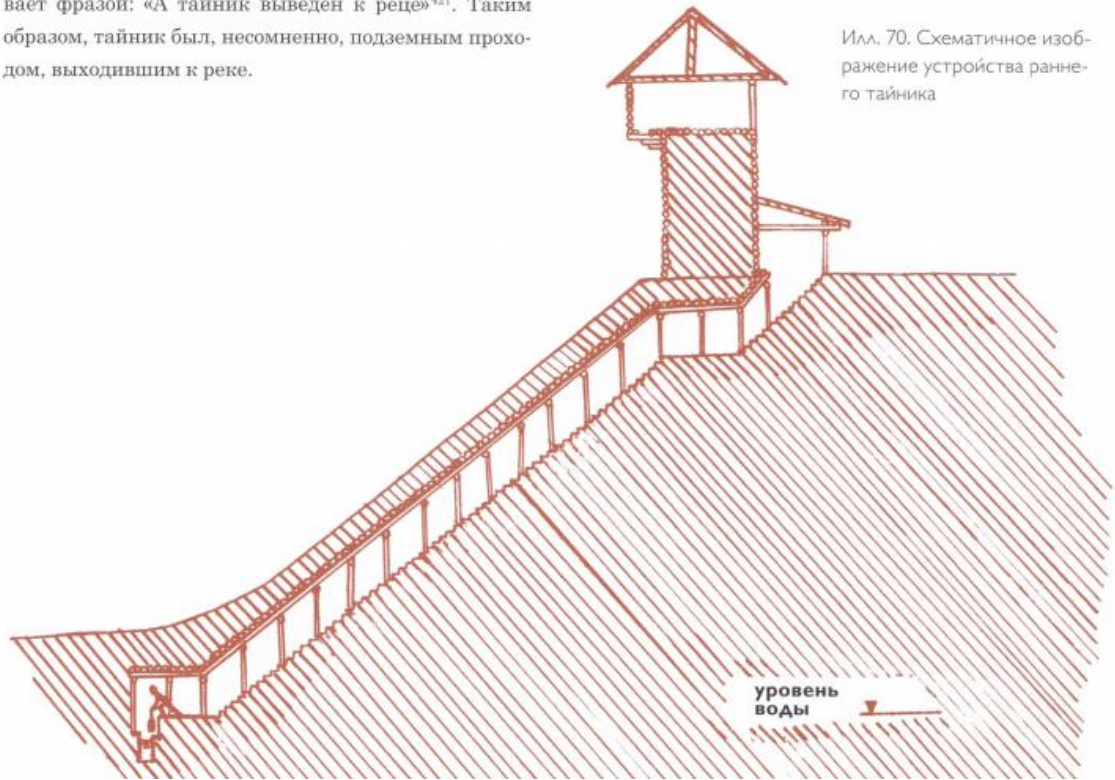 вает фразой: «А тайник выведен к реце»⁴²¹. Таким
образом, тайник был, несомненно, подземным прохо-
дом, выходившим к реке.
Илл. 70. Схематичное изоб-
ражение устройства ранне-
го тайника
уровень
воды